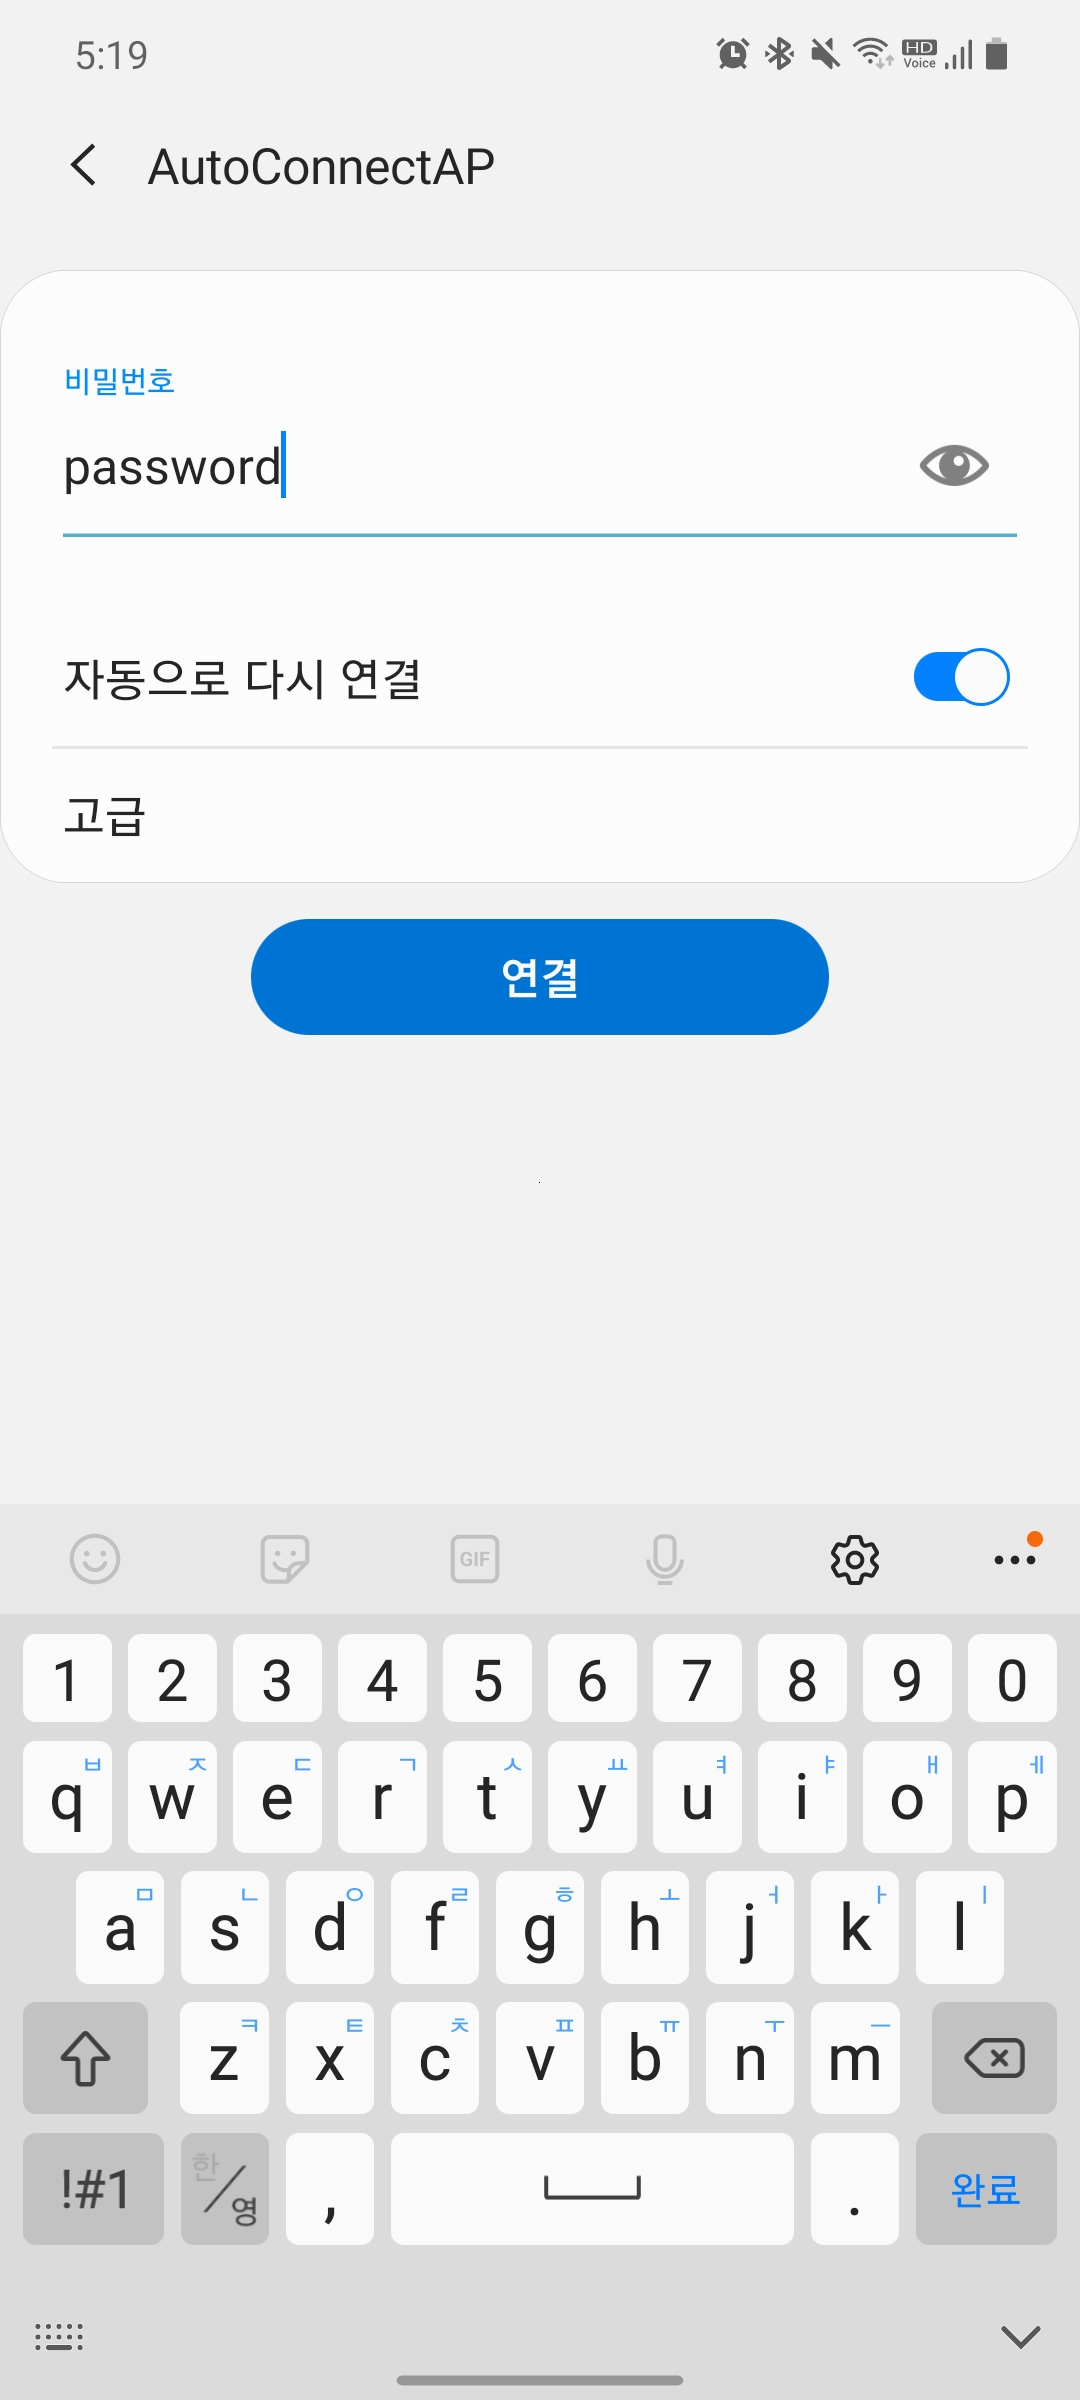 5:19
HD
Voice
AutoConnectAP
비밀번호
password
자동으로 다시 연결
고급
연결
GIF
1 2 3 4 5 6 7 8 9 0
q ㅂ w ㅈ e ㄷ r ㄱ t ㅅ y ㅛ u ㅕ i ㅑ o ㅐ p ㅔ
a ㅁ s ㄴ d ㅇ f ㄹ g ㅎ h ㅗ j ㅓ k ㅏ l ㅣ
z ㅋ x ㅌ c ㅊ v ㅍ b ㅠ n ㅜ m ㅡ
!#1 한/영 , . 완료